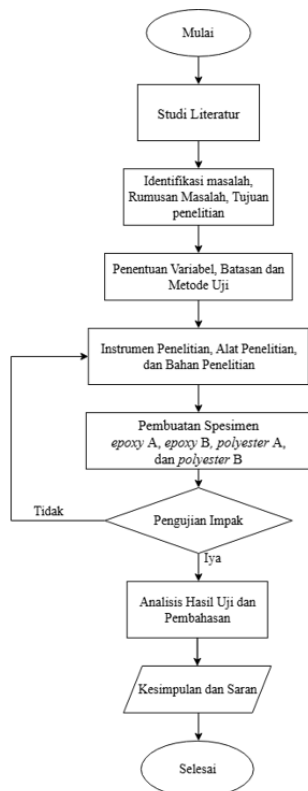 Mulai
Studi Literatur
Identifikasi masalah,
Rumusan Masalah, Tujuan
penelitian
Penentuan Variabel, Batasan dan
Metode Uji
Instrumen Penelitian, Alat Penelitian,
dan Bahan Penelitian
Pembuatan Spesimen
epoxy A, epoxy B, polyester A,
dan polyester B
Tidak
Pengujian Impak
Iya
Analisis Hasil Uji dan
Pembahasan
Kesimpulan dan Saran
Selesai